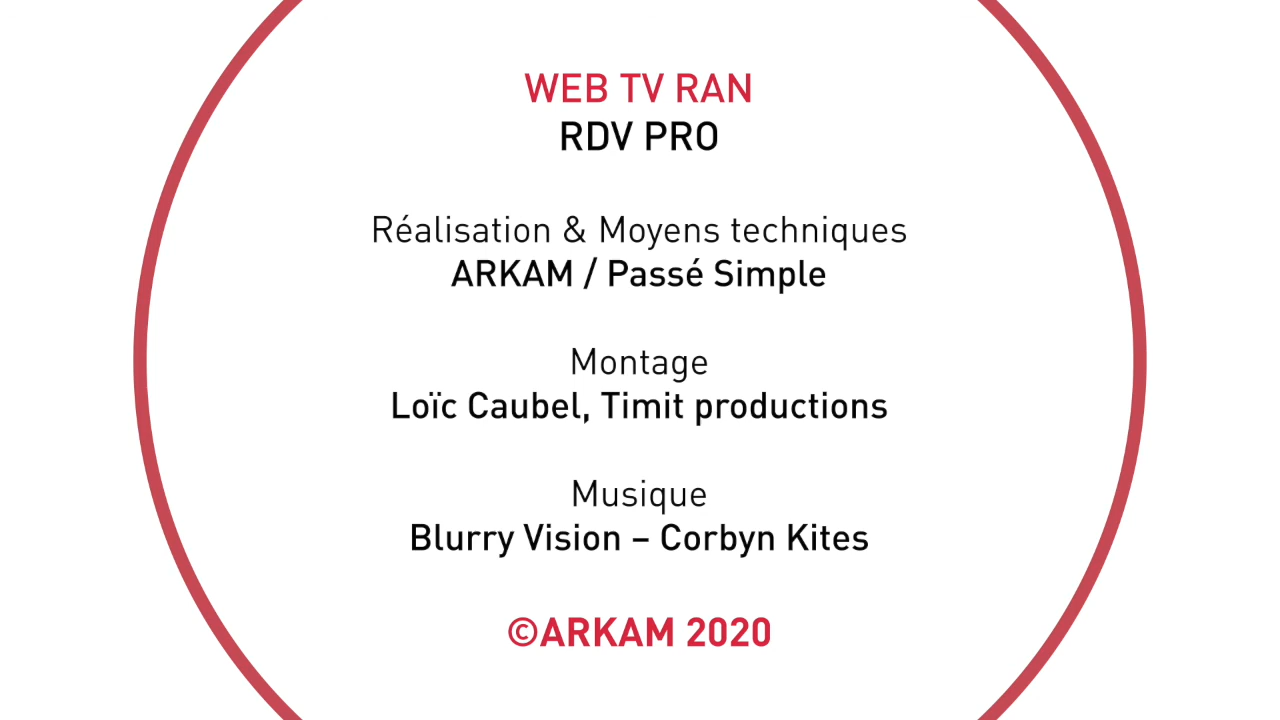 WEB TV RAN
RDV PRO
Réalisation & Moyens techniques
ARKAM / Passé Simple
Montage
Loïc Caubel, Timit productions
Musique
Blurry Vision – Corbyn Kites
©ARKAM 2020